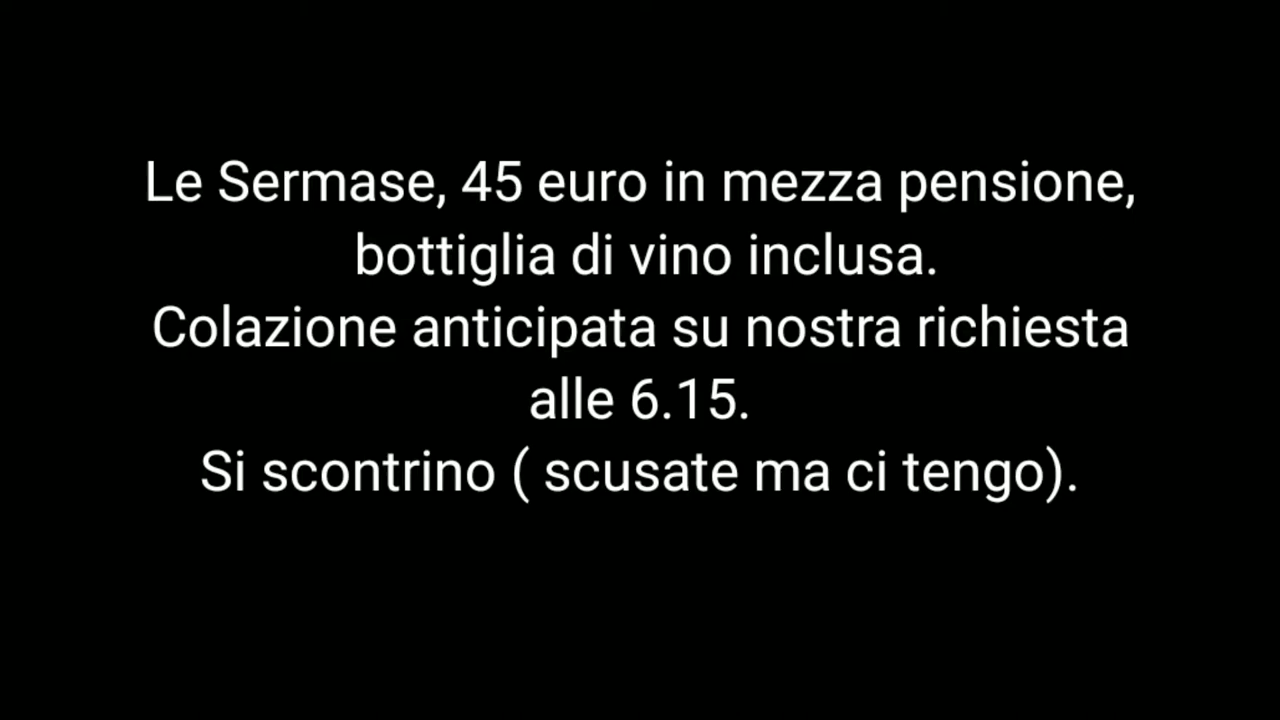 Le Sermase, 45 euro in mezza pensione,
bottiglia di vino inclusa.
Colazione anticipata su nostra richiesta
alle 6.15.
Si scontrino ( scusate ma ci tengo).